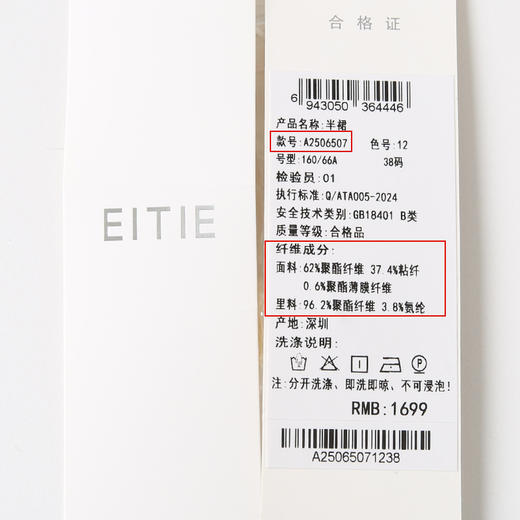 EITIE
合格证
6 943050 364446
产品名称:半裙
款号:A2506507 色号:12
号型:160/66A 38码
检验员:01
执行标准:Q/ATA005-2024
安全技术类别:GB18401 B类
质量等级:合格品
纤维成分:
面料:62%聚酯纤维 37.4%粘纤
0.6%聚酯薄膜纤维
里料:96.2%聚酯纤维 3.8%氨纶
产地:深圳
洗涤说明:
注:分开洗涤、即洗即晾、不可浸泡!
RMB:1699
A25065071238